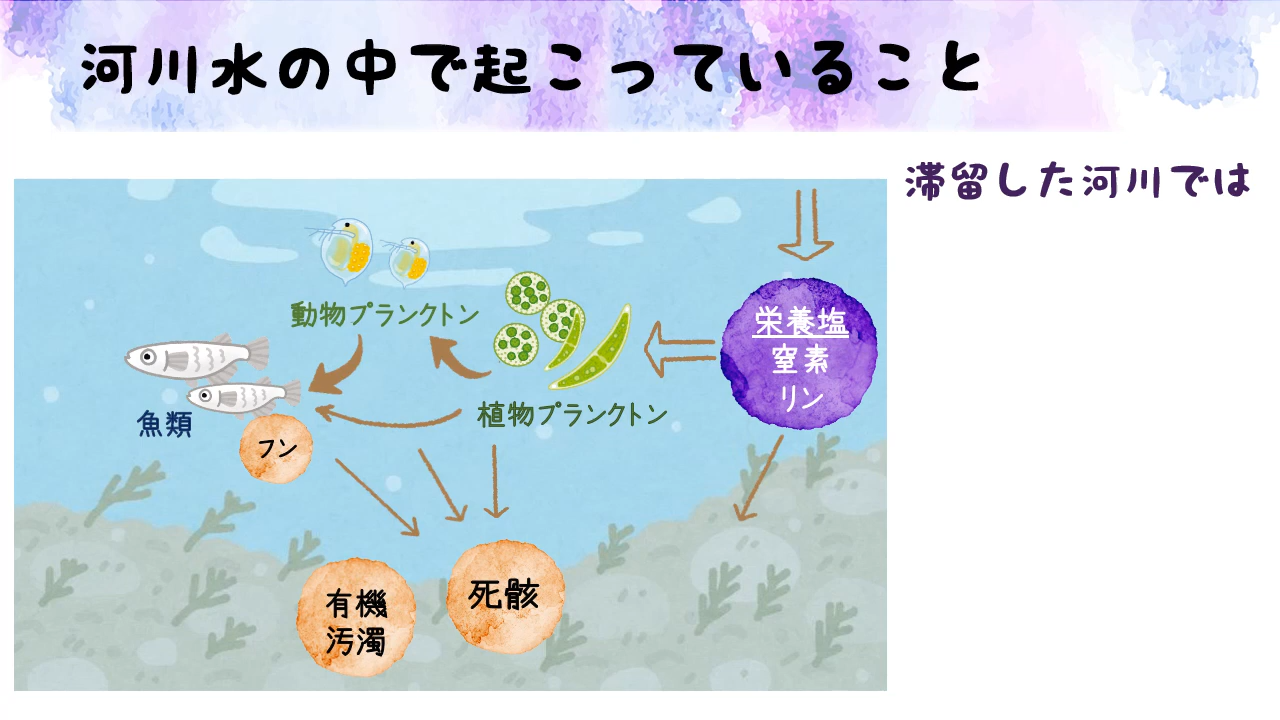 河川水の中で起こっていること
滞留した河川では
動物プランクトン
栄養塩
窒素
リン
植物プランクトン
魚類
フン
有機
汚濁
死骸